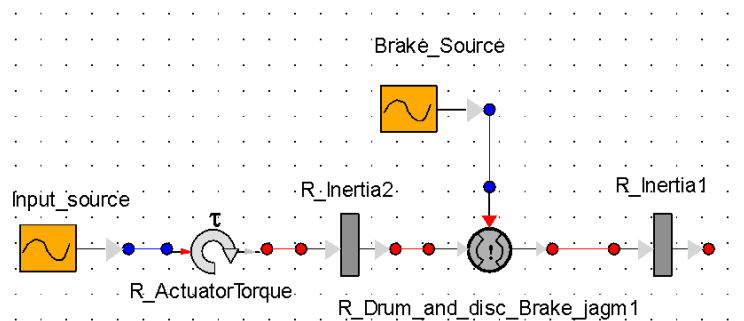 Brake_Source
Input_source
τ
R_Inertia2
R_Inertia1
R_ActuatorTorque
R_Drum_and_disc_Brake_jagm1